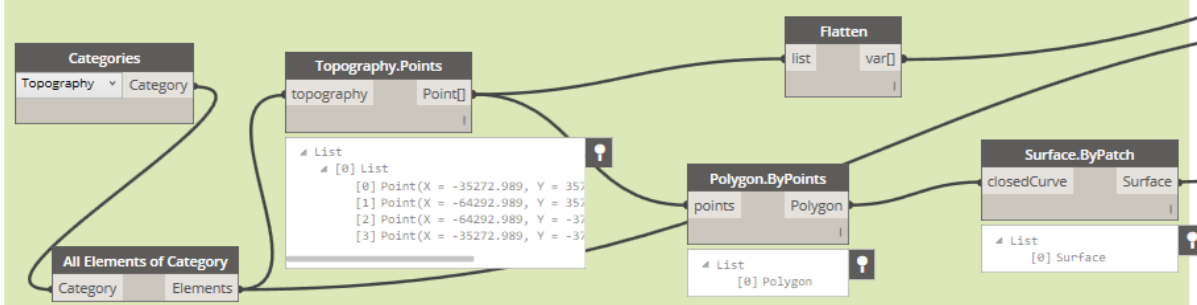 Categories
Topography
Category
Topography.Points
topography
Point[]
List
[0] List
[0] Point(X = -35272.989, Y = 357
[1] Point(X = -64292.989, Y = 357
[2] Point(X = -64292.989, Y = -37
[3] Point(X = -35272.989, Y = -37
All Elements of Category
Category
Elements
Flatten
list
var[]
Polygon.ByPoints
points
Polygon
List
[0] Polygon
Surface.ByPatch
closedCurve
Surface
List
[0] Surface